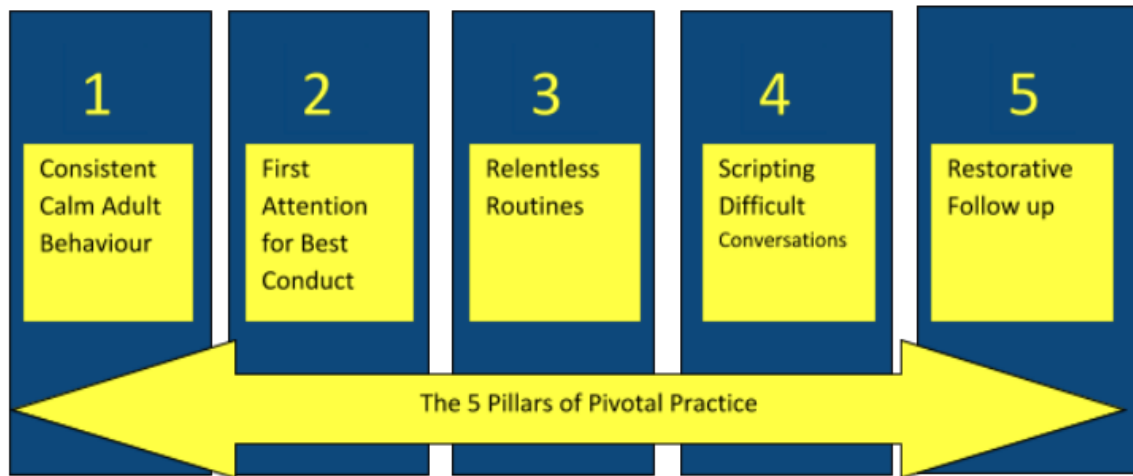 1
Consistent
Calm Adult
Behaviour
2
First
Attention
for Best
Conduct
3
Relentless
Routines
4
Scripting
Difficult
Conversations
5
Restorative
Follow up
The 5 Pillars of Pivotal Practice